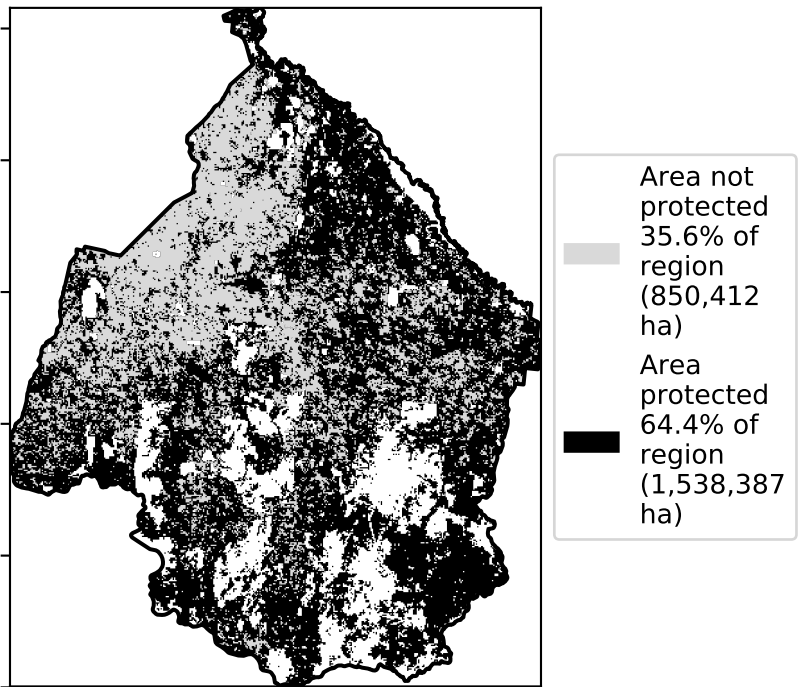 Area not
protected
35.6% of
region
(850,412
ha)
Area
protected
64.4% of
region
(1,538,387
ha)